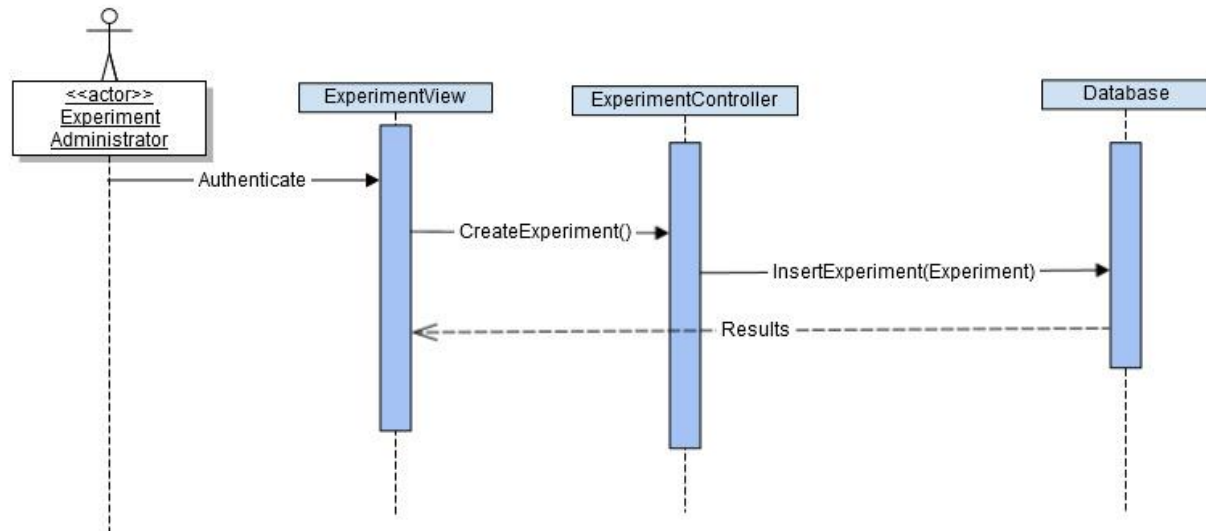 <<actor>>
Experiment
Administrator
ExperimentView
ExperimentController
Database
Authenticate
CreateExperiment()
InsertExperiment(Experiment)
Results